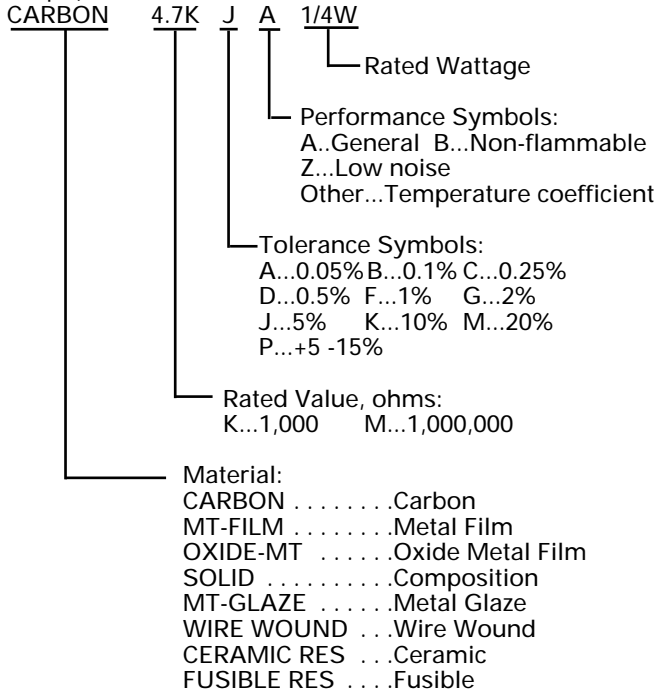 CARBON 4.7K J A 1/4W
Rated Wattage
Performance Symbols:
A..General B...Non-flammable
Z...Low noise
Other...Temperature coefficient
Tolerance Symbols:
A...0.05% B...0.1% C...0.25%
D...0.5% F...1% G...2%
J...5% K...10% M...20%
P...+5 -15%
Rated Value, ohms:
K...1,000 M...1,000,000
Material:
CARBON . . . . . . . .Carbon
MT-FILM . . . . . . . .Metal Film
OXIDE-MT . . . . . .Oxide Metal Film
SOLID . . . . . . . . . .Composition
MT-GLAZE . . . . . .Metal Glaze
WIRE WOUND . . .Wire Wound
CERAMIC RES . . .Ceramic
FUSIBLE RES . . . .Fusible